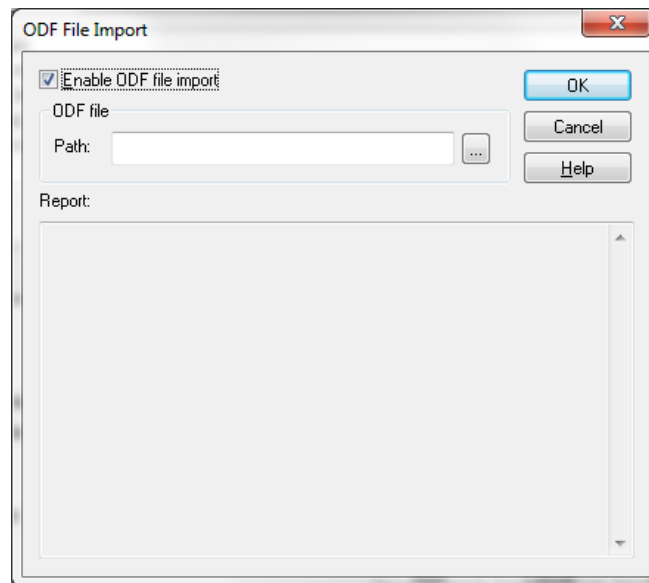 ODF File Import
Enable ODF file import
OK
ODF file
Cancel
Path:
...
Help
Report: